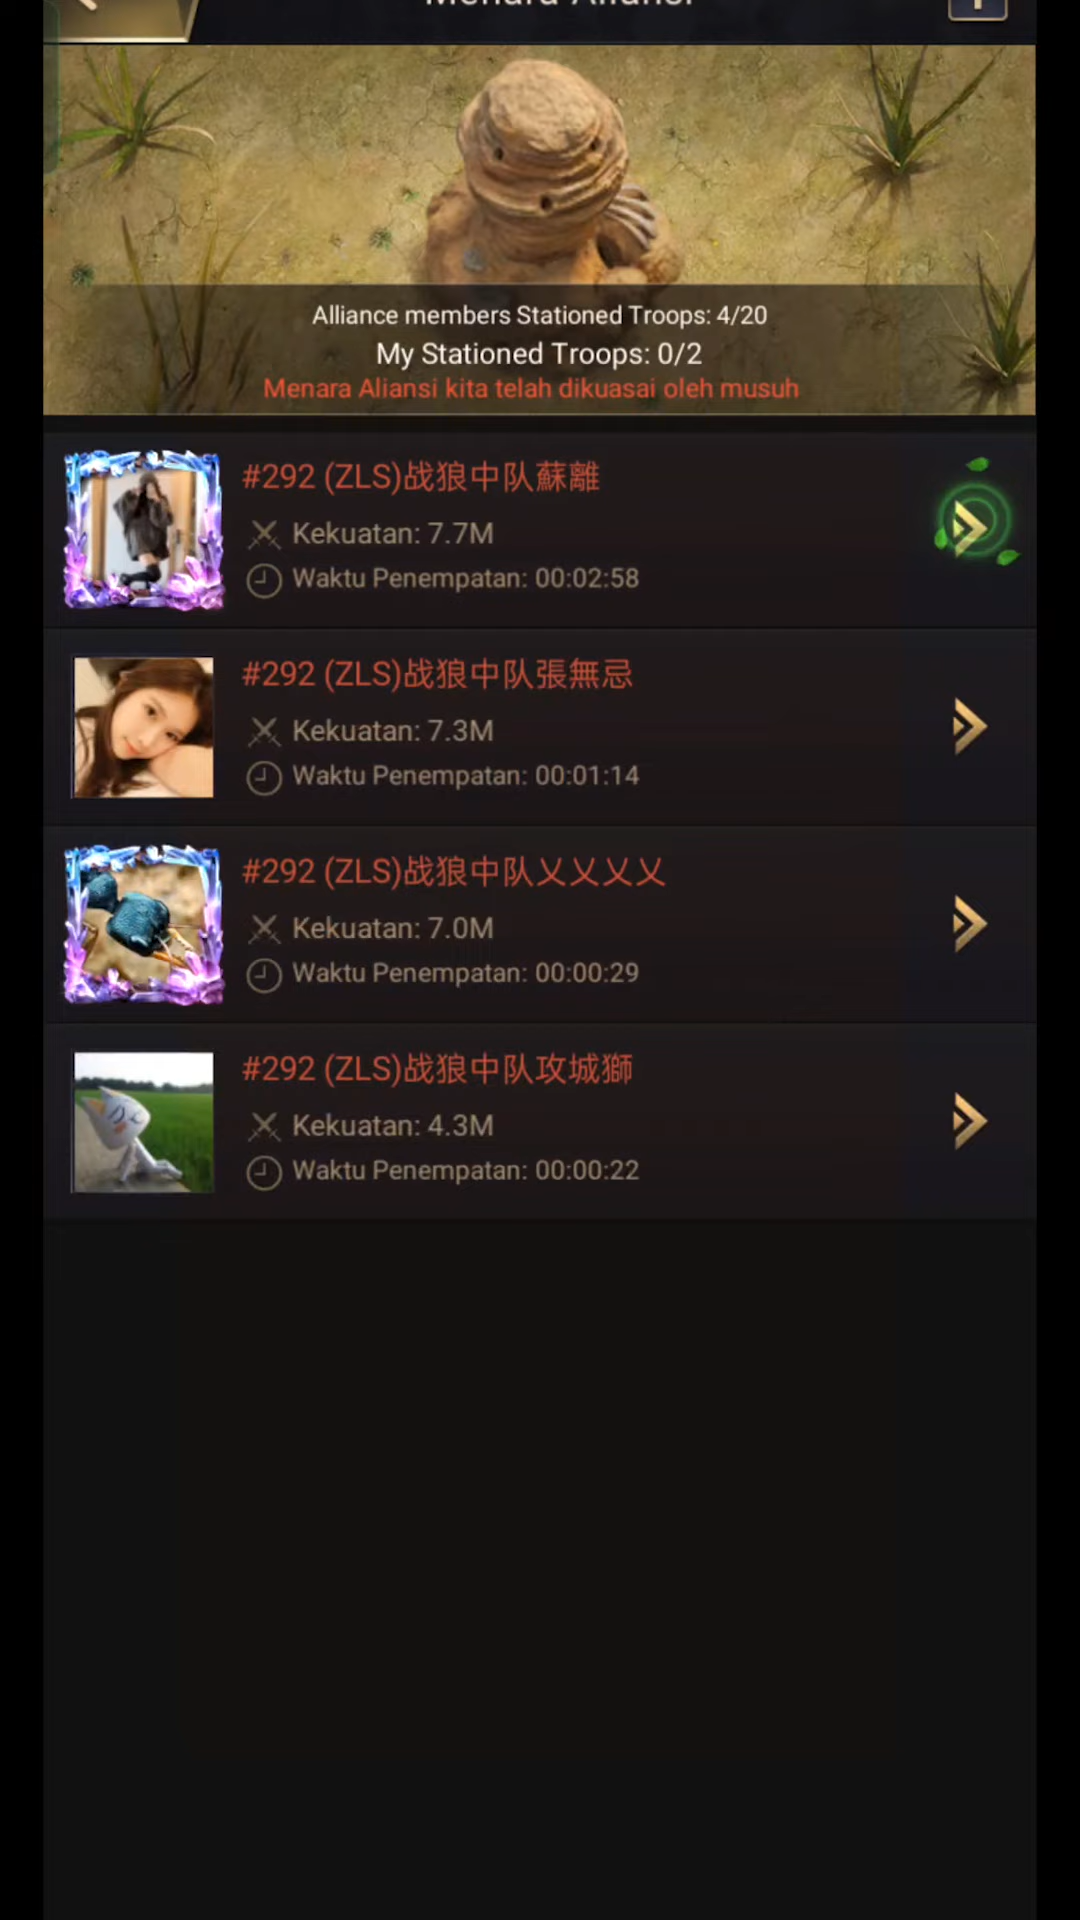 Menara Aliansi
Alliance members Stationed Troops: 4/20
My Stationed Troops: 0/2
Menara Aliansi kita telah dikuasai oleh musuh
#292 (ZLS)战狼中队蘇離
Kekuatan: 7.7M
Waktu Penempatan: 00:02:58
#292 (ZLS)战狼中队張無忌
Kekuatan: 7.3M
Waktu Penempatan: 00:01:14
#292 (ZLS)战狼中队乂乂乂乂
Kekuatan: 7.0M
Waktu Penempatan: 00:00:29
#292 (ZLS)战狼中队攻城獅
Kekuatan: 4.3M
Waktu Penempatan: 00:00:22